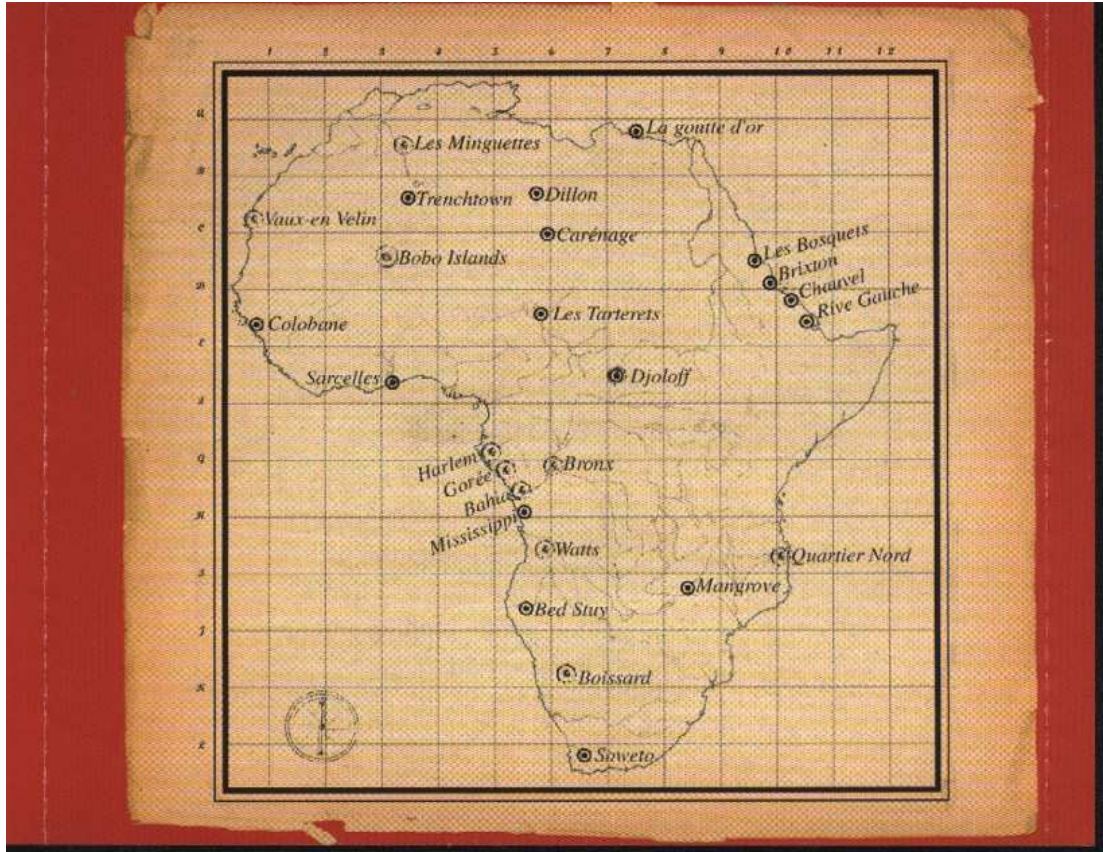 1 2 3 4 5 6 7 8 9 10 11 12
La goutte d'or
Les Minguettes
Trenchtown
Dillon
Vaux-en Velin
Carénage
Bobo Islands
Les Bosquets
Brixton
Chauvel
Rive Gauche
Colobane
Les Tarterets
Sarcelles
Djoloff
Harlem
Gorée
Bahia
Mississippi
Bronx
Watts
Quartier Nord
Mangrove
Bed Stuy
Boissard
Soweto